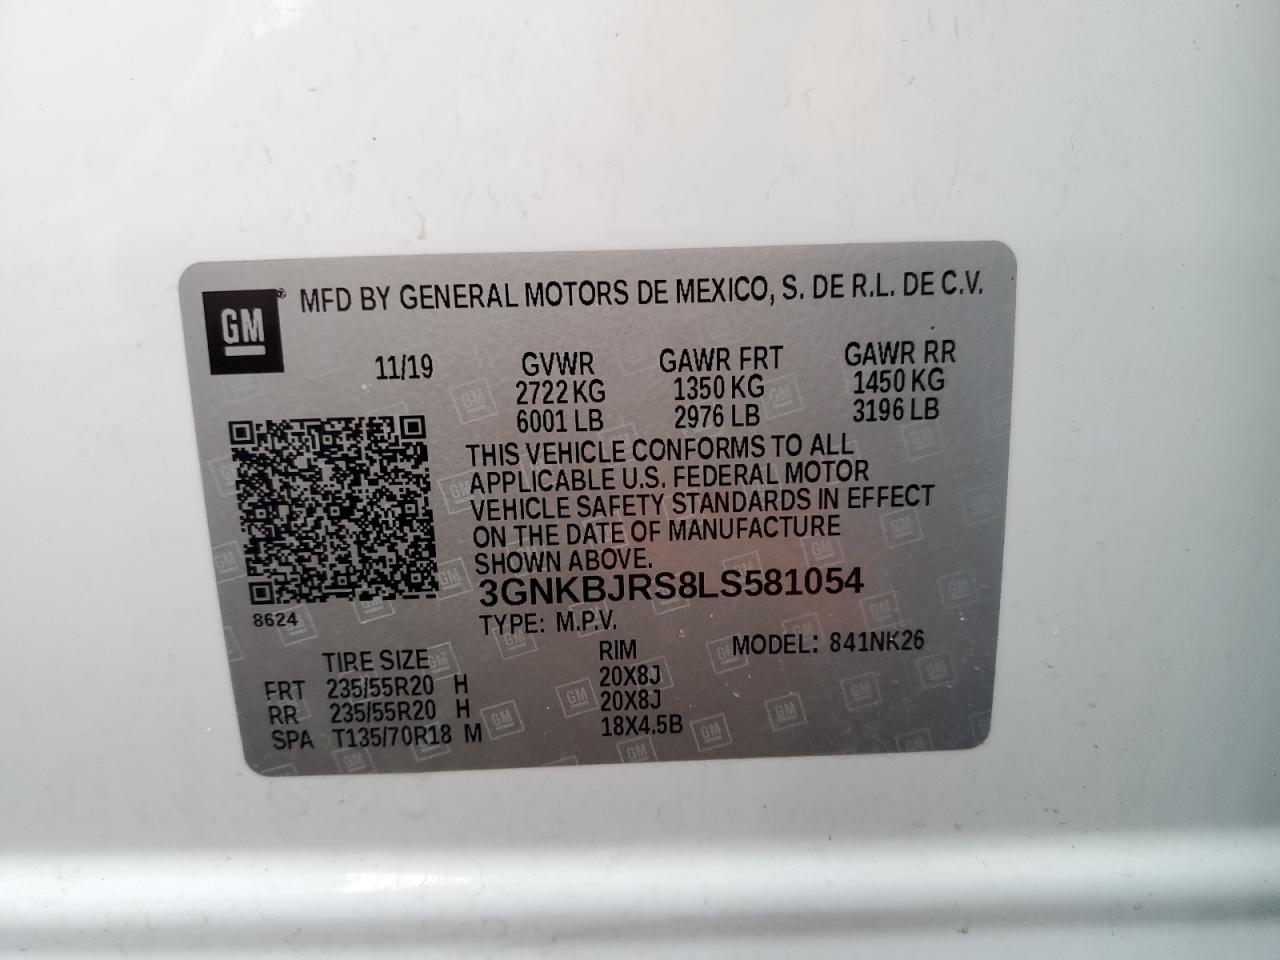 GM® MFD BY GENERAL MOTORS DE MEXICO, S. DE R.L. DE C.V.
11/19 GVWR GAWR FRT GAWR RR
2722 KG 1350 KG 1450 KG
6001 LB 2976 LB 3196 LB
THIS VEHICLE CONFORMS TO ALL
APPLICABLE U.S. FEDERAL MOTOR
VEHICLE SAFETY STANDARDS IN EFFECT
ON THE DATE OF MANUFACTURE
SHOWN ABOVE.
3GNKBJRS8LS581054
8624
TYPE: M.P.V.
TIRE SIZE RIM MODEL: 841NK26
FRT 235/55R20 H 20X8J
RR 235/55R20 H 20X8J
SPA T135/70R18 M 18X4.5B